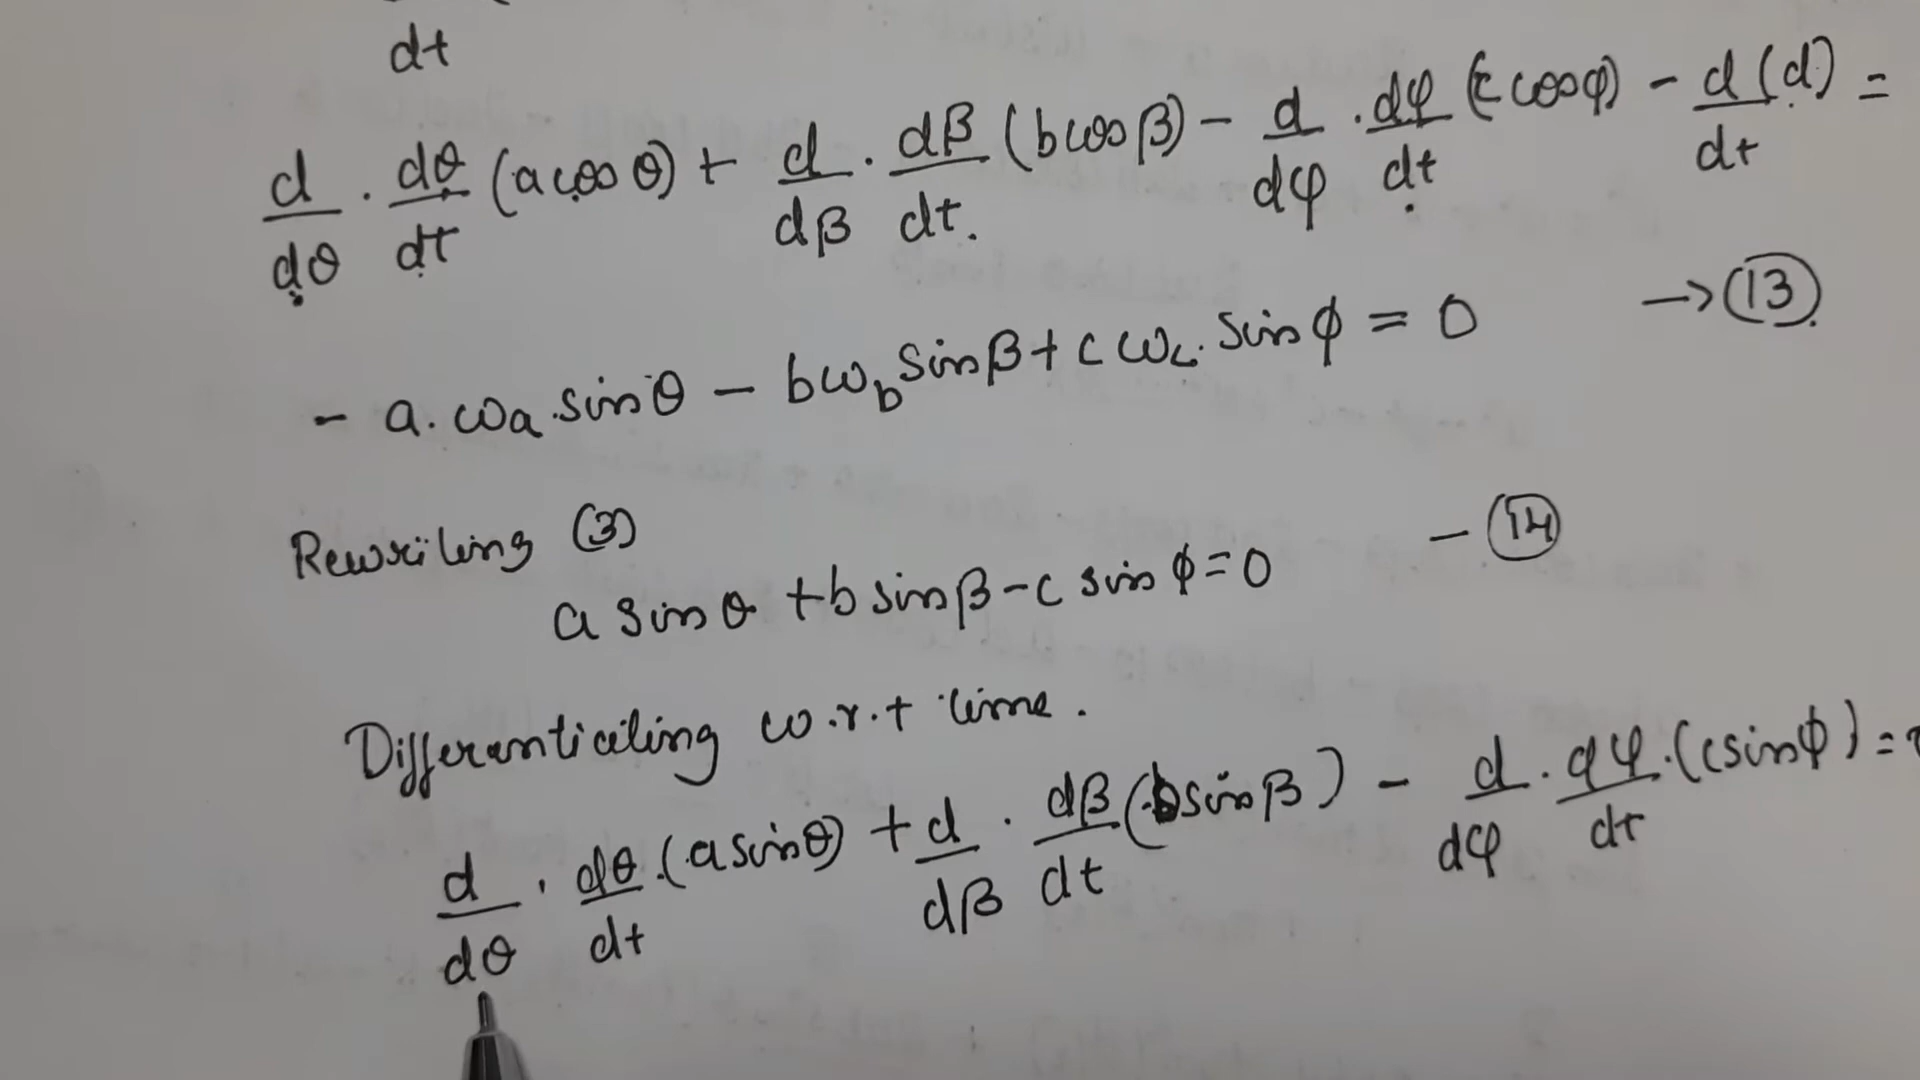 dt
d/dθ · dθ/dt (a cos θ) + d/dβ · dβ/dt (b cos β) - d/dφ · dφ/dt (c cos φ) - d/dt (d) =
- a. ωa . sin θ - bω_b sin β + c ω_c . sin φ = 0 → (13)
Rewriting (3)
a sin θ + b sin β - c sin φ = 0 - (14)
Differentiating w.r.t time.
d/dθ · dθ/dt · (a sin θ) + d/dβ · dβ/dt (b sin β) - d/dφ · dφ/dt · (c sin φ) =